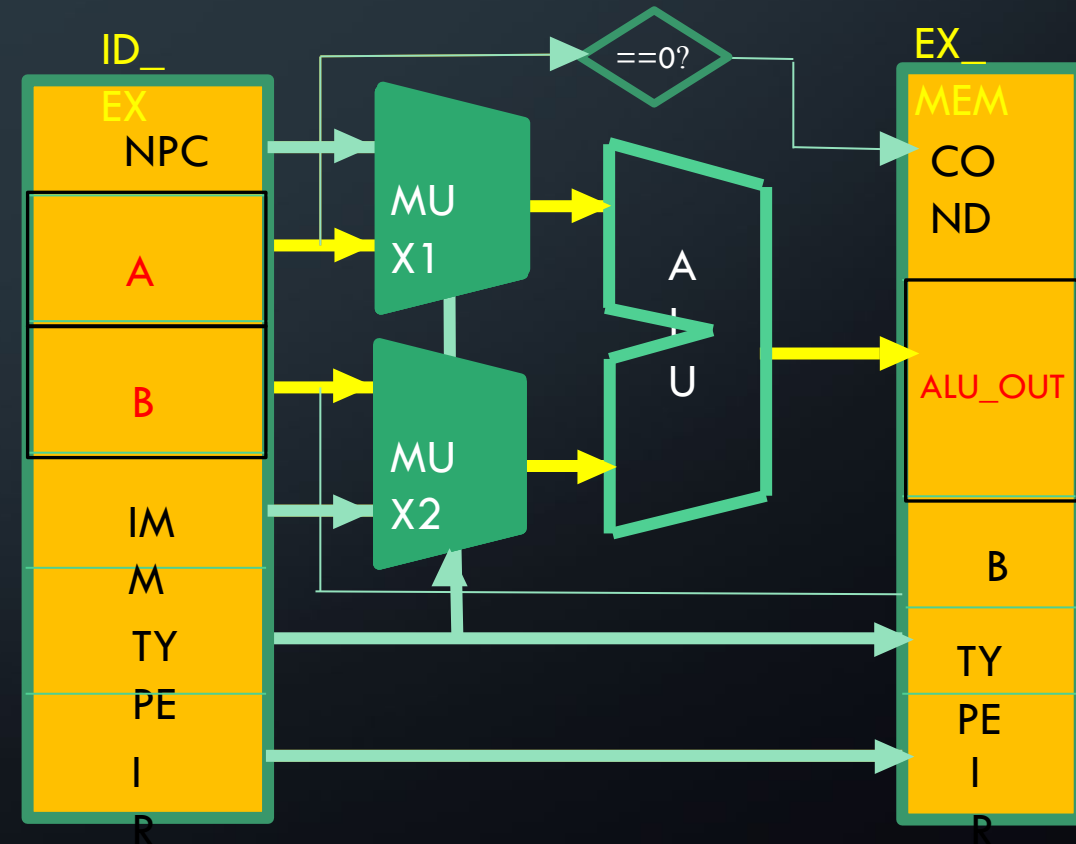 ID_
EX
NPC
A
B
IM
M
TY
PE
I
R
MU
X1
MU
X2
==0?
A
L
U
EX_
MEM
CO
ND
ALU_OUT
B
TY
PE
I
R